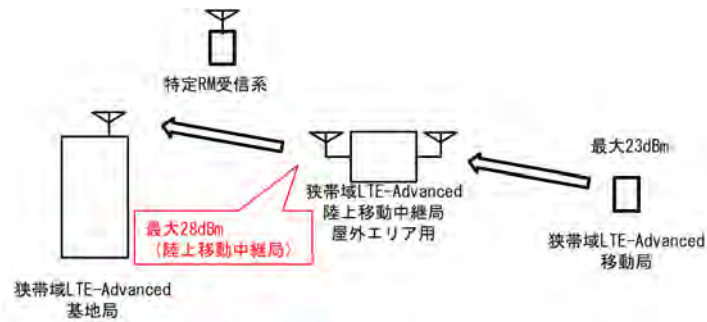 特定RM受信系
最大23dBm
狭帯域LTE-Advanced
陸上移動中継局
屋外エリア用
最大28dBm
(陸上移動中継局)
狭帯域LTE-Advanced
移動局
狭帯域LTE-Advanced
基地局